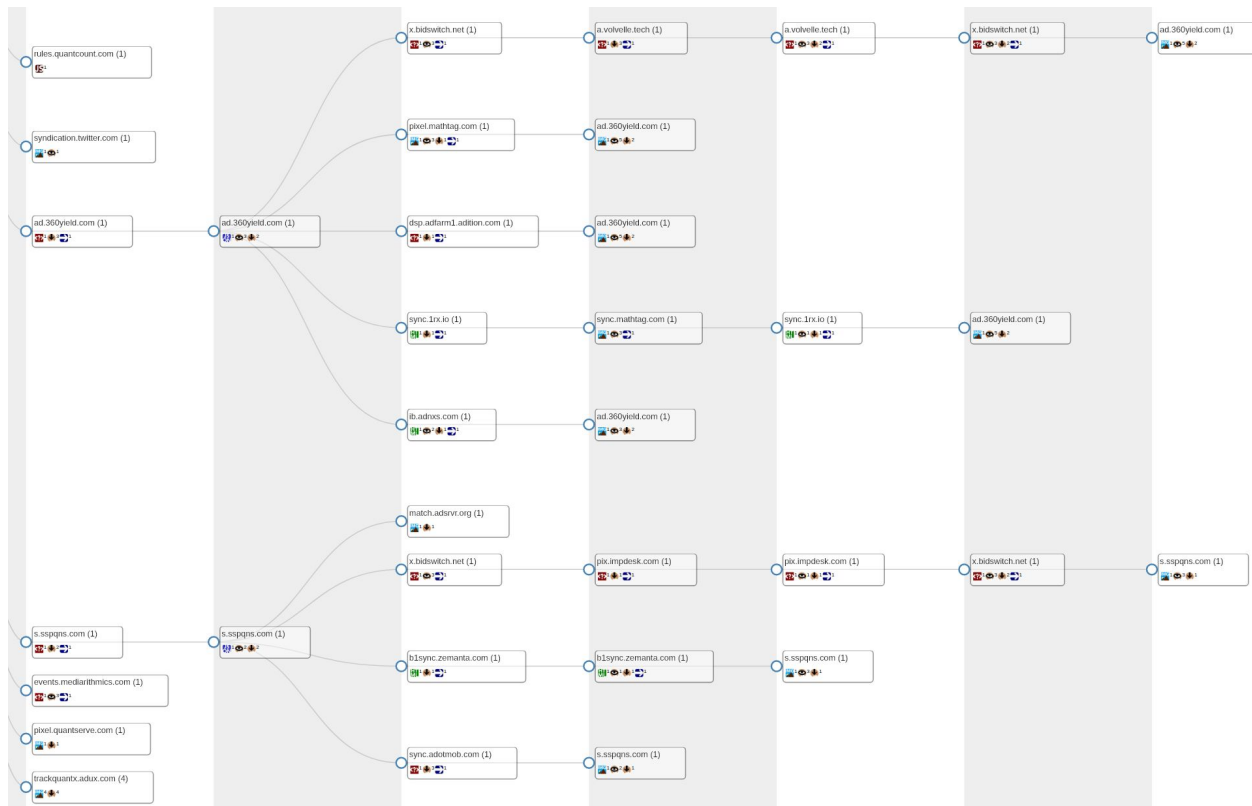 x.bidswitch.net (1)
a.volvelle.tech (1)
a.volvelle.tech (1)
x.bidswitch.net (1)
ad.360yield.com (1)
rules.quantcount.com (1)
pixel.mathtag.com (1)
ad.360yield.com (1)
syndication.twitter.com (1)
ad.360yield.com (1)
ad.360yield.com (1)
dsp.adfarm1.adition.com (1)
ad.360yield.com (1)
sync.1rx.io (1)
sync.mathtag.com (1)
sync.1rx.io (1)
ad.360yield.com (1)
ib.adnxs.com (1)
ad.360yield.com (1)
match.adsrvr.org (1)
x.bidswitch.net (1)
pix.impdesk.com (1)
pix.impdesk.com (1)
x.bidswitch.net (1)
s.sspqns.com (1)
s.sspqns.com (1)
s.sspqns.com (1)
b1sync.zemanta.com (1)
b1sync.zemanta.com (1)
s.sspqns.com (1)
events.mediarithmics.com (1)
pixel.quantserve.com (1)
sync.adotmob.com (1)
s.sspqns.com (1)
trackquantx.adux.com (4)